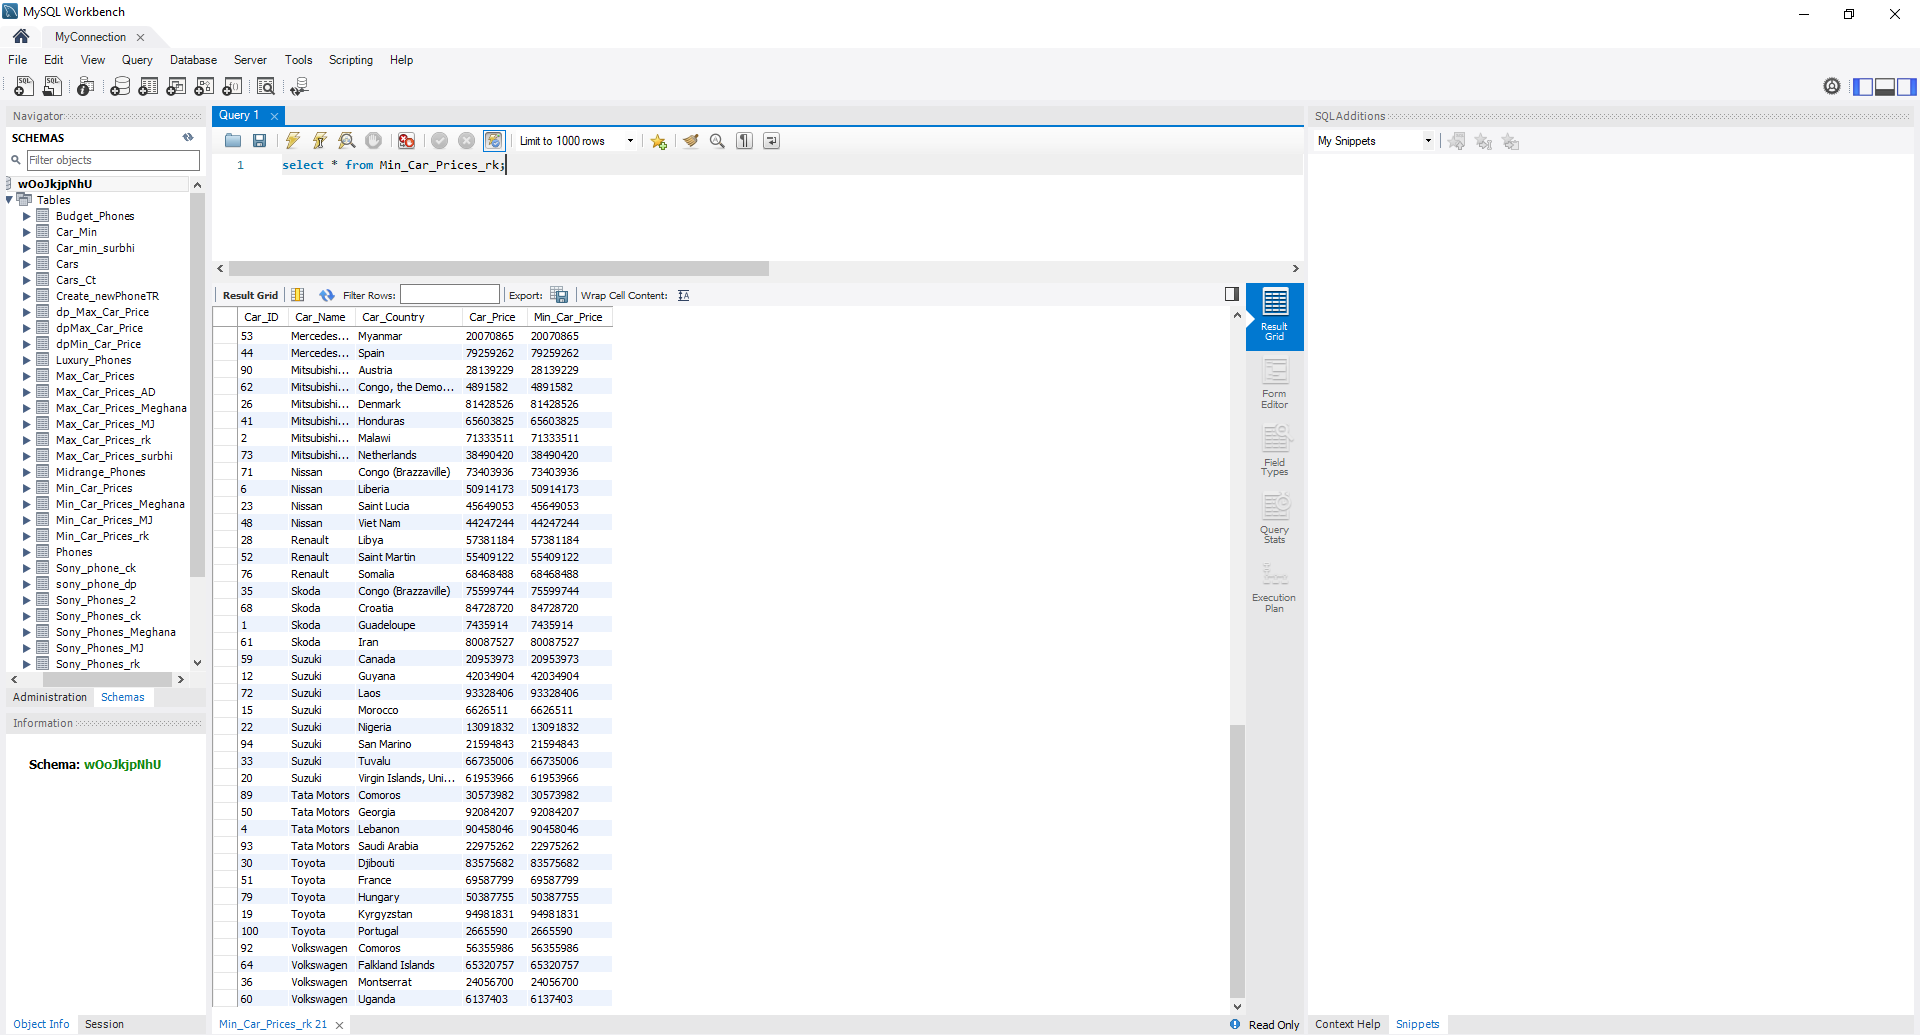 MySQL Workbench
MyConnection
File Edit View Query Database Server Tools Scripting Help
Navigator
SCHEMAS
Filter objects
wOoJkjpNhU
Tables
Budget_Phones
Car_Min
Car_min_surbhi
Cars
Cars_Ct
Create_newPhoneTR
dp_Max_Car_Price
dpMax_Car_Price
dpMin_Car_Price
Luxury_Phones
Max_Car_Prices
Max_Car_Prices_AD
Max_Car_Prices_Meghana
Max_Car_Prices_MJ
Max_Car_Prices_rk
Max_Car_Prices_surbhi
Midrange_Phones
Min_Car_Prices
Min_Car_Prices_Meghana
Min_Car_Prices_MJ
Min_Car_Prices_rk
Phones
Sony_phone_ck
sony_phone_dp
Sony_Phones_2
Sony_Phones_ck
Sony_Phones_Meghana
Sony_Phones_MJ
Sony_Phones_rk
Administration Schemas
Information
Schema: wOoJkjpNhU
Object Info Session
Query 1
Limit to 1000 rows
1 select * from Min_Car_Prices_rk;
Result Grid Filter Rows: Export: Wrap Cell Content:
Car_ID Car_Name Car_Country Car_Price Min_Car_Price
53 Mercedes... Myanmar 20070865 20070865
44 Mercedes... Spain 79259262 79259262
90 Mitsubishi... Austria 28139229 28139229
62 Mitsubishi... Congo, the Demo... 4891582 4891582
26 Mitsubishi... Denmark 81428526 81428526
41 Mitsubishi... Honduras 65603825 65603825
2 Mitsubishi... Malawi 71333511 71333511
73 Mitsubishi... Netherlands 38490420 38490420
71 Nissan Congo (Brazzaville) 73403936 73403936
6 Nissan Liberia 50914173 50914173
23 Nissan Saint Lucia 45649053 45649053
48 Nissan Viet Nam 44247244 44247244
28 Renault Libya 57381184 57381184
52 Renault Saint Martin 55409122 55409122
76 Renault Somalia 68468488 68468488
35 Skoda Congo (Brazzaville) 75599744 75599744
68 Skoda Croatia 84728720 84728720
1 Skoda Guadeloupe 7435914 7435914
61 Skoda Iran 80087527 80087527
59 Suzuki Canada 20953973 20953973
12 Suzuki Guyana 42034904 42034904
72 Suzuki Laos 93328406 93328406
15 Suzuki Morocco 6626511 6626511
22 Suzuki Nigeria 13091832 13091832
94 Suzuki San Marino 21594843 21594843
33 Suzuki Tuvalu 66735006 66735006
20 Suzuki Virgin Islands, Uni... 61953966 61953966
89 Tata Motors Comoros 30573982 30573982
50 Tata Motors Georgia 92084207 92084207
4 Tata Motors Lebanon 90458046 90458046
93 Tata Motors Saudi Arabia 22975262 22975262
30 Toyota Djibouti 83575682 83575682
51 Toyota France 69587799 69587799
79 Toyota Hungary 50387755 50387755
19 Toyota Kyrgyzstan 94981831 94981831
100 Toyota Portugal 2665590 2665590
92 Volkswagen Comoros 56355986 56355986
64 Volkswagen Falkland Islands 65320757 65320757
36 Volkswagen Montserrat 24056700 24056700
60 Volkswagen Uganda 6137403 6137403
Min_Car_Prices_rk 21
Read Only
Result
Grid
Form
Editor
Field
Types
Query
Stats
Execution
Plan
SQLAdditions
My Snippets
Context Help Snippets